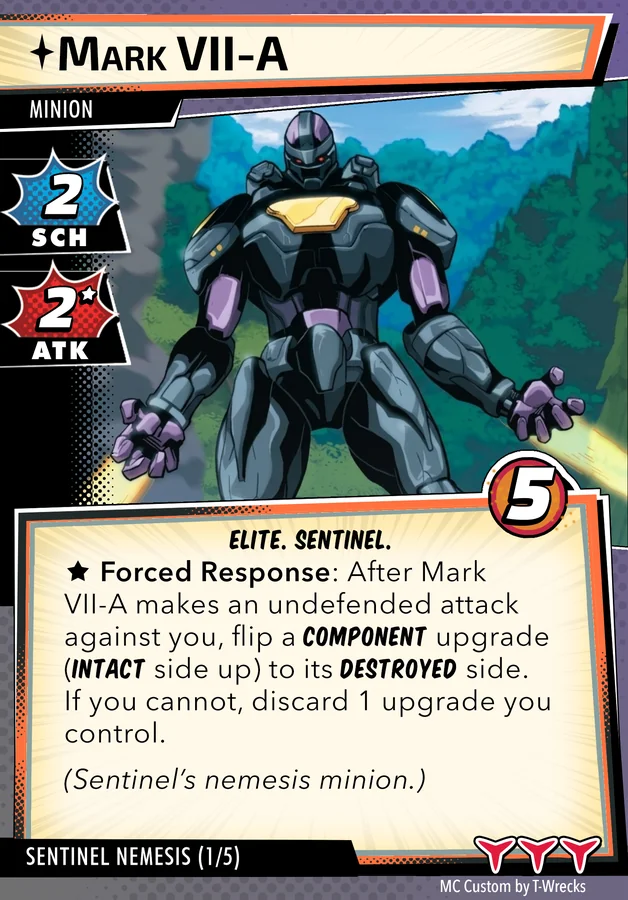 MARK VII-A
MINION
2
SCH
2
ATK
5
ELITE. SENTINEL.
Forced Response: After Mark
VII-A makes an undefended attack
against you, flip a COMPONENT upgrade
(INTACT side up) to its DESTROYED side.
If you cannot, discard 1 upgrade you
control.
(Sentinel's nemesis minion.)
SENTINEL NEMESIS (1/5)
MC Custom by T-Wrecks